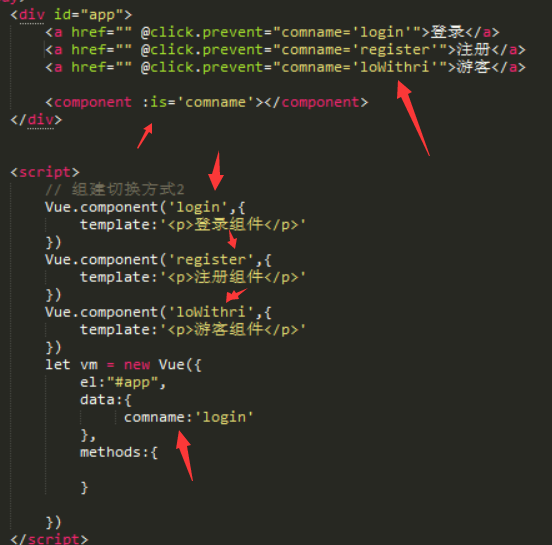 <div id="app">
<a href="" @click.prevent="comname='login'">登录</a>
<a href="" @click.prevent="comname='register'">注册</a>
<a href="" @click.prevent="comname='loWithri'">游客</a>
<component :is='comname'></component>
</div>
<script>
// 组建切换方式2
Vue.component('login',{
template:'<p>登录组件</p>'
})
Vue.component('register',{
template:'<p>注册组件</p>'
})
Vue.component('loWithri',{
template:'<p>游客组件</p>'
})
let vm = new Vue({
el:"#app",
data:{
comname:'login'
},
methods:{
}
})
</script>